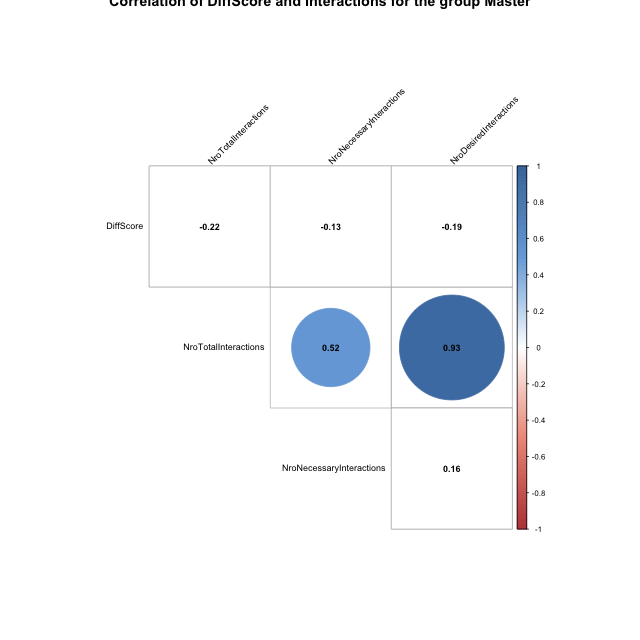 Correlation of DiffScore and Interactions for the group Master
NroTotalInteractions
NroNecessaryInteractions
NroDesiredInteractions
DiffScore
-0.22
-0.13
-0.19
NroTotalInteractions
0.52
0.93
NroNecessaryInteractions
0.16
1
0.8
0.6
0.4
0.2
0
-0.2
-0.4
-0.6
-0.8
-1